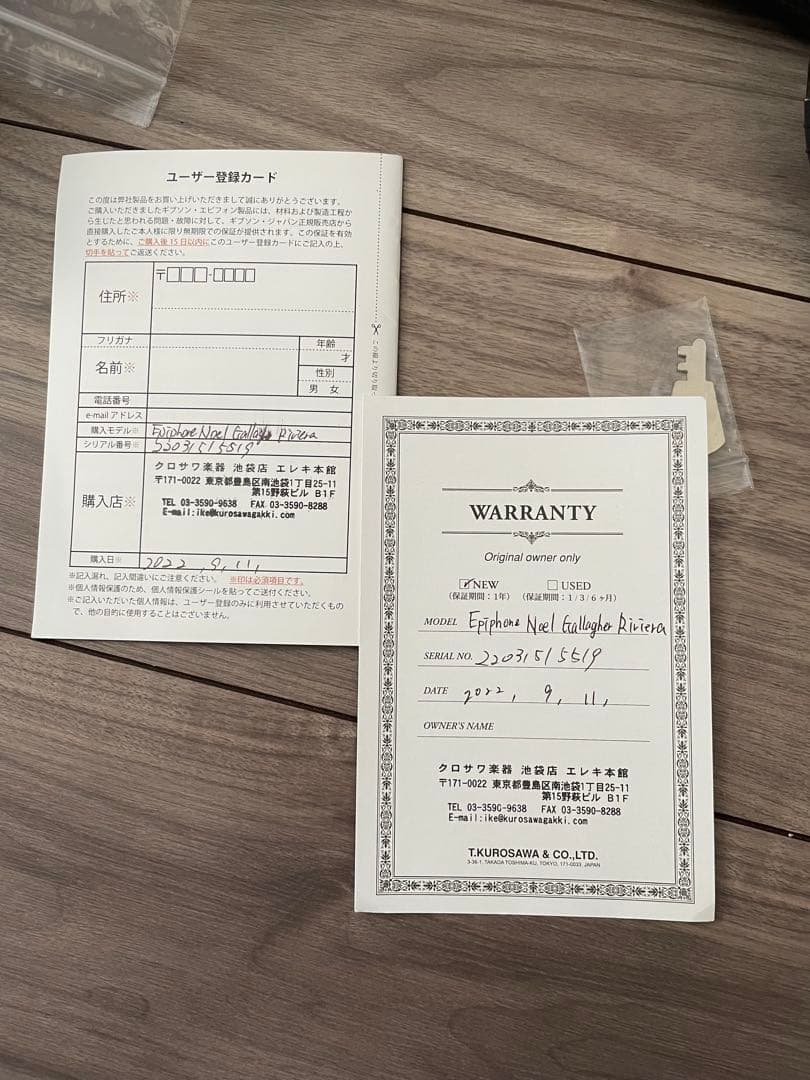 ユーザー登録カード
この度は弊社製品をお買い上げいただきまして誠にありがとうございます。
ご購入いただきましたギブソン・エピフォン製品には、材料および製造工程か
ら生じたと思われる問題・故障に対して、ギブソン・ジャパン正規販売店から
直接購入したご本人様に限り無期限での保証が提供されます。この保証を有効
とするために、ご購入後15日以内にこのユーザー登録カードにご記入の上、
切手を貼ってご返送ください。
住所※
〒□□□-□□□□
フリガナ
年齢
才
名前※
性別
男 女
電話番号
e-mail アドレス
購入モデル※ Epiphone Noel Gallagher Riviera
シリアル番号※ 22031515519
購入店※
クロサワ楽器 池袋店 エレキ本館
〒171-0022 東京都豊島区南池袋1丁目25-11
第15野萩ビル B1F
TEL 03-3590-9638 FAX 03-3590-8288
E-mail:ike@kurosawagakki.com
購入日※ 2022, 9, 11,
※記入漏れ、記入間違いにご注意ください。 ※印は必須項目です。
※個人情報保護のため、個人情報保護シールを貼ってご送付ください。
※ご記入いただいた個人情報は、ユーザー登録のみに利用させていただくもの
で、他の目的に使用することはございません。
WARRANTY
Original owner only
☑NEW □USED
(保証期間：1年) (保証期間：1/3/6ヶ月)
MODEL Epiphone Noel Gallagher Riviera
SERIAL NO. 22031515519
DATE 2022, 9, 11,
OWNER'S NAME
クロサワ楽器 池袋店 エレキ本館
〒171-0022 東京都豊島区南池袋1丁目25-11
第15野萩ビル B1F
TEL 03-3590-9638 FAX 03-3590-8288
E-mail:ike@kurosawagakki.com
T.KUROSAWA & CO.,LTD.
3-36-1, TAKADA TOSHIMA-KU, TOKYO, 171-0033, JAPAN